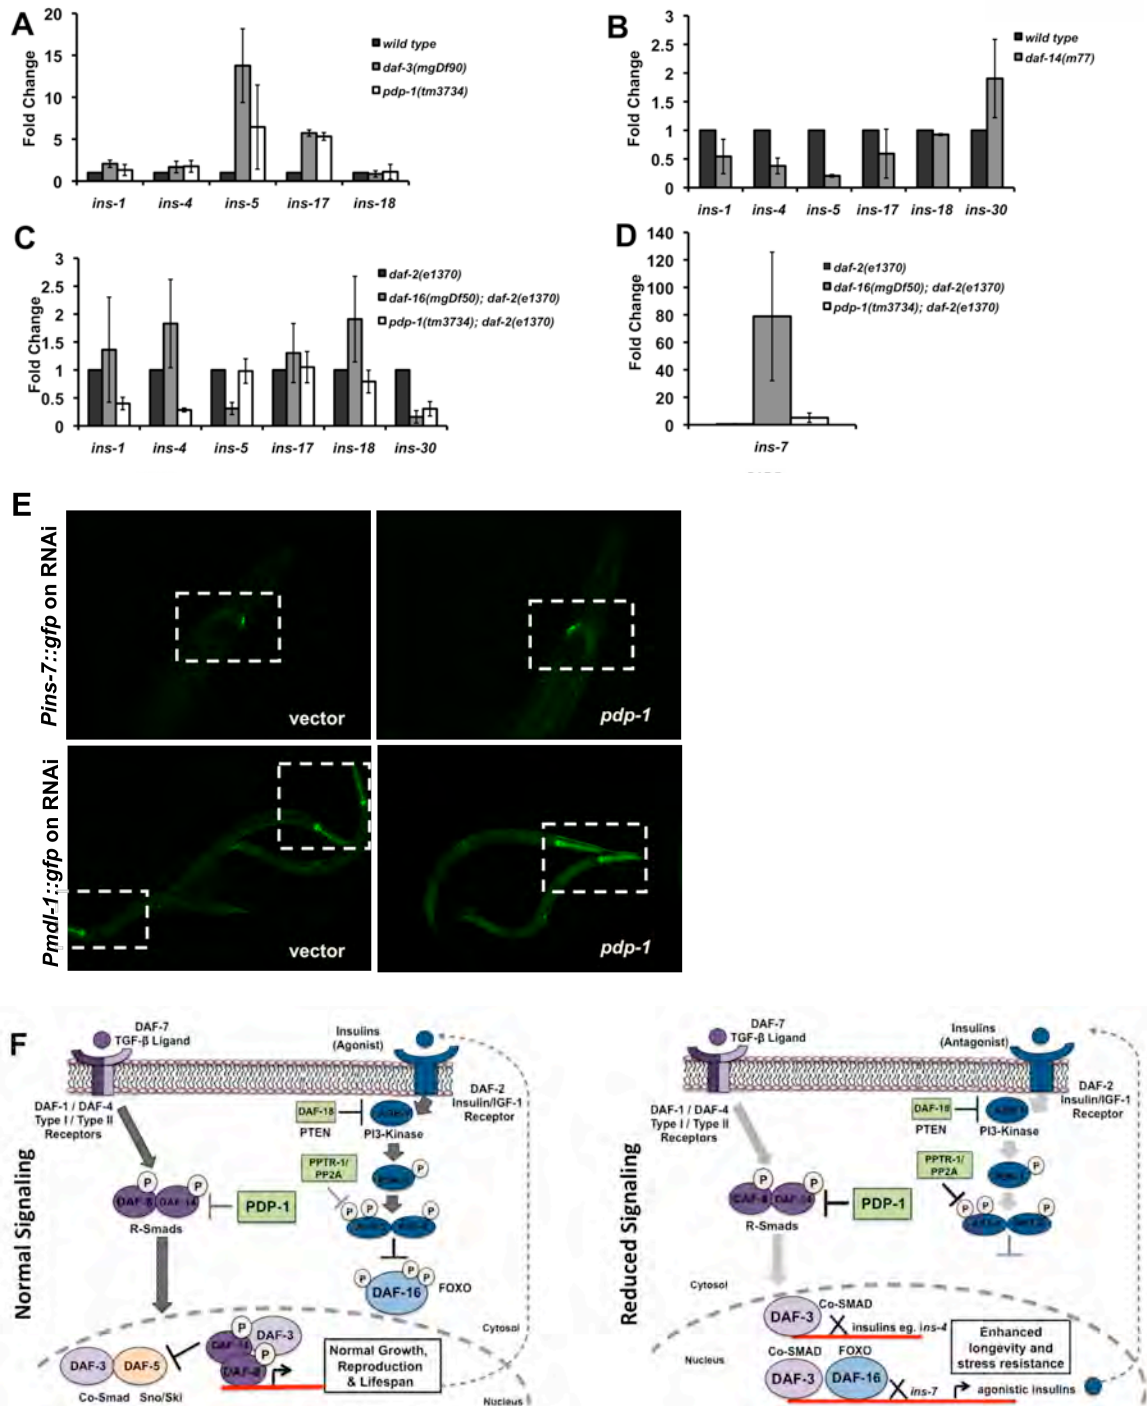 A
20
15
10
5
0
Fold Change
wild type
daf-3(mgDf90)
pdp-1(tm3734)
ins-1 ins-4 ins-5 ins-17 ins-18
B
3
2.5
2
1.5
1
0.5
0
Fold Change
wild type
daf-14(m77)
ins-1 ins-4 ins-5 ins-17 ins-18 ins-30
C
3
2.5
2
1.5
1
0.5
0
Fold Change
daf-2(e1370)
daf-16(mgDf50); daf-2(e1370)
pdp-1(tm3734); daf-2(e1370)
ins-1 ins-4 ins-5 ins-17 ins-18 ins-30
D
140
120
100
80
60
40
20
0
Fold Change
daf-2(e1370)
daf-16(mgDf50); daf-2(e1370)
pdp-1(tm3734); daf-2(e1370)
ins-7
E
Pins-7::gfp on RNAi
vector
pdp-1
Pmdl-1::gfp on RNAi
vector
pdp-1
F
Normal Signaling
DAF-7
TGF-β Ligand
Insulins
(Agonist)
DAF-2
Insulin/IGF-1
Receptor
DAF-1 / DAF-4
Type I / Type II
Receptors
DAF-18
PTEN
PI3-Kinase
P
PPTR-1/
PP2A
P
P
DAF-8 DAF-14
R-Smads
PDP-1
P P P
P P P
DAF-16
FOXO
Cytosol
P
P
DAF-3
DAF-14
DAF-8
DAF-3 DAF-5
Co-Smad Sno/Ski
Normal Growth,
Reproduction
& Lifespan
Nucleus
Reduced Signaling
DAF-7
TGF-β Ligand
Insulins
(Antagonist)
DAF-2
Insulin/IGF-1
Receptor
DAF-1 / DAF-4
Type I / Type II
Receptors
DAF-18
PTEN
PI3-Kinase
P
PPTR-1/
PP2A
P
P
DAF-8 DAF-14
R-Smads
PDP-1
P P P
Cytosol
DAF-3
Co-SMAD
insulins eg. ins-4
Nucleus
Co-SMAD FOXO
DAF-3 DAF-16
ins-7
agonistic insulins
Enhanced
longevity and
stress resistance